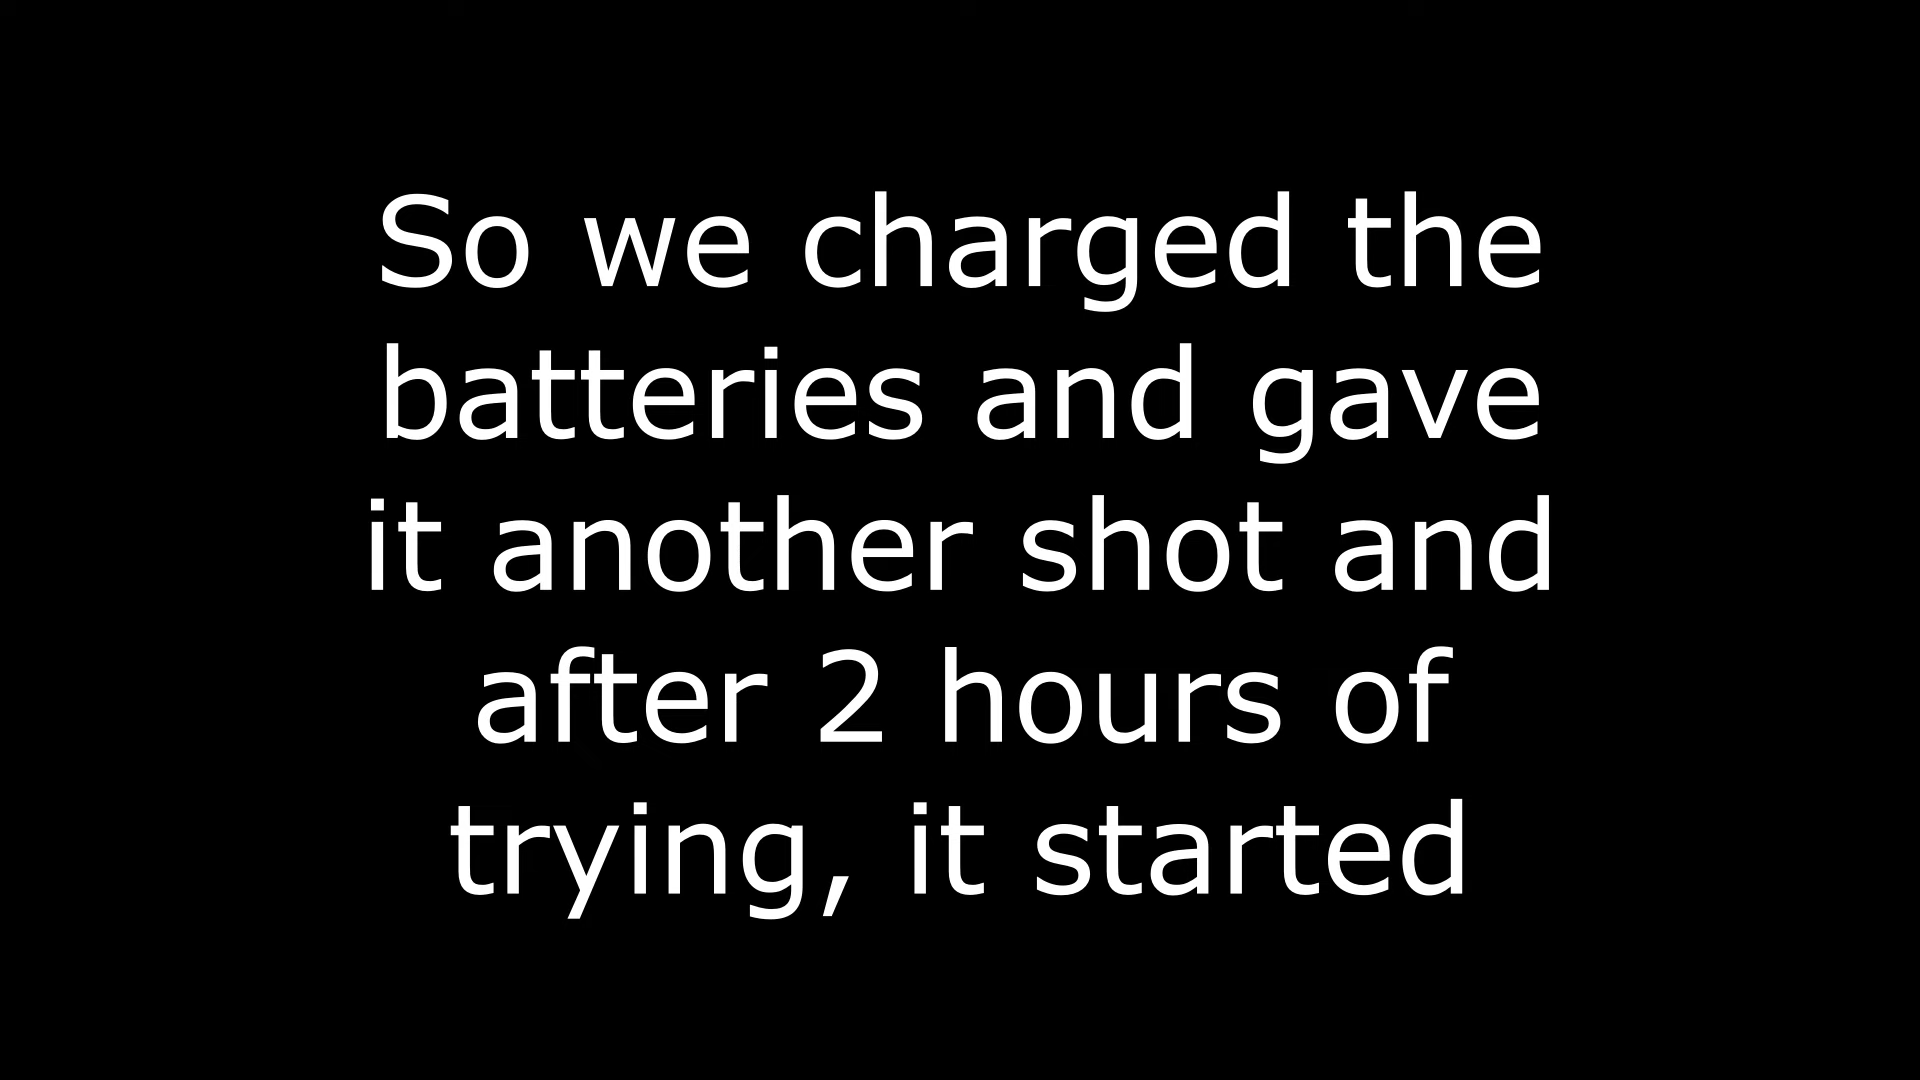 So we charged the
batteries and gave
it another shot and
after 2 hours of
trying, it started